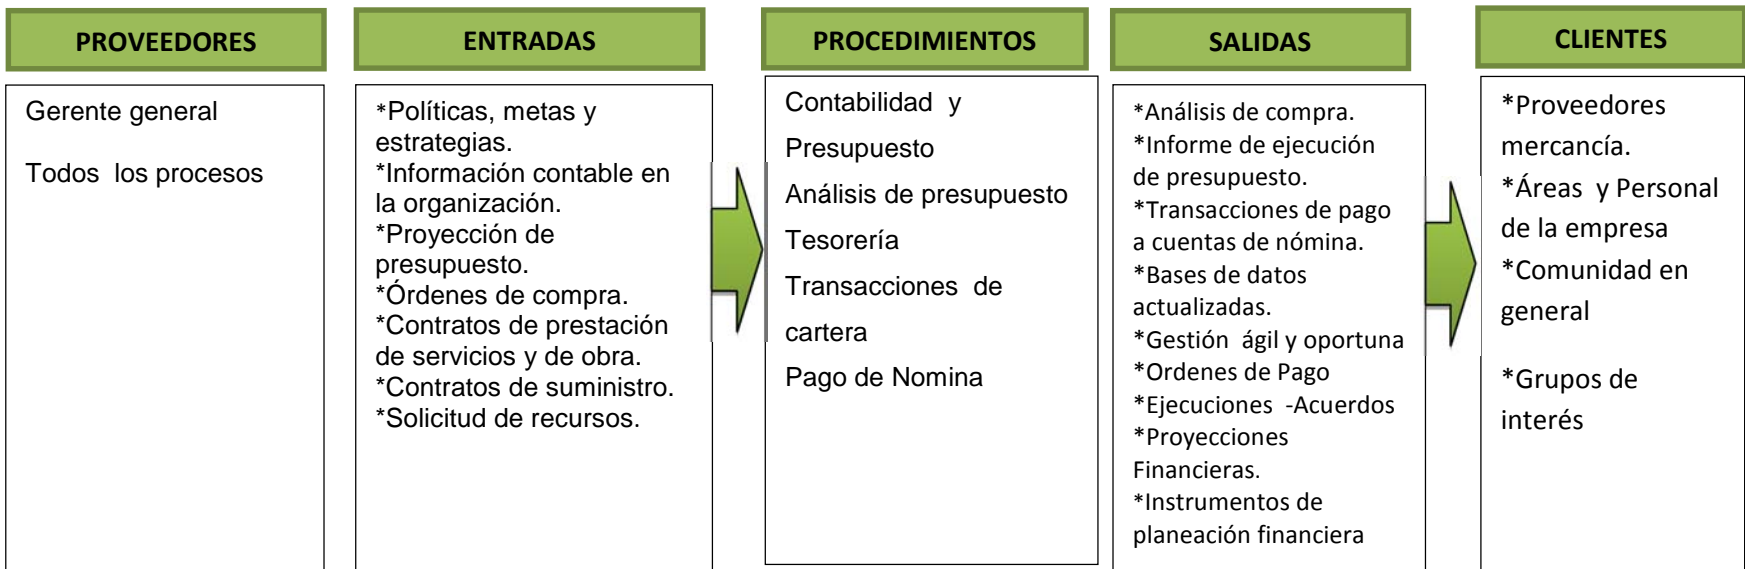 PROVEEDORES
Gerente general
Todos los procesos
ENTRADAS
*Políticas, metas y
estrategias.
*Información contable en
la organización.
*Proyección de
presupuesto.
*Órdenes de compra.
*Contratos de prestación
de servicios y de obra.
*Contratos de suministro.
*Solicitud de recursos.
PROCEDIMIENTOS
Contabilidad y
Presupuesto
Análisis de presupuesto
Tesorería
Transacciones de
cartera
Pago de Nomina
SALIDAS
*Análisis de compra.
*Informe de ejecución
de presupuesto.
*Transacciones de pago
a cuentas de nómina.
*Bases de datos
actualizadas.
*Gestión ágil y oportuna
*Ordenes de Pago
*Ejecuciones -Acuerdos
*Proyecciones
Financieras.
*Instrumentos de
planeación financiera
CLIENTES
*Proveedores
mercancía.
*Áreas y Personal
de la empresa
*Comunidad en
general
*Grupos de
interés